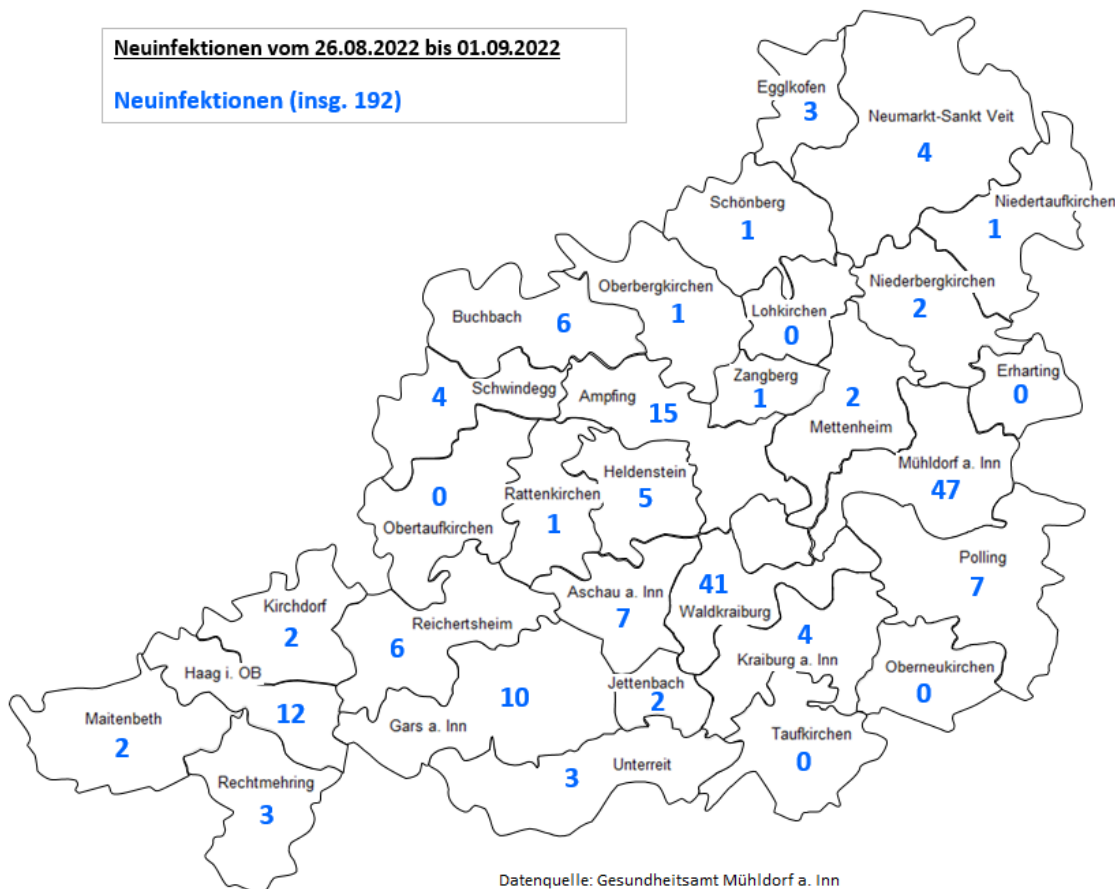 Neuinfektionen vom 26.08.2022 bis 01.09.2022
Neuinfektionen (insg. 192)
Egglkofen
3
Neumarkt-Sankt Veit
4
Niedertaufkirchen
1
Schönberg
1
Oberbergkirchen
1
Lohkirchen
0
Niederbergkirchen
2
Buchbach 6
Schwindegg
4
Ampfing
15
Zangberg
1
2
Mettenheim
Erharting
0
Mühldorf a. Inn
47
0
Obertaufkirchen
Rattenkirchen
1
Heldenstein
5
Polling
7
Kirchdorf
2
Reichertsheim
6
Aschau a. Inn
7
41
Waldkraiburg
4
Kraiburg a. Inn
Oberneukirchen
0
Haag i. OB
12
Maitenbeth
2
Gars a. Inn
10
Jettenbach
2
Taufkirchen
0
Rechtmehring
3
Unterreit
3
Datenquelle: Gesundheitsamt Mühldorf a. Inn